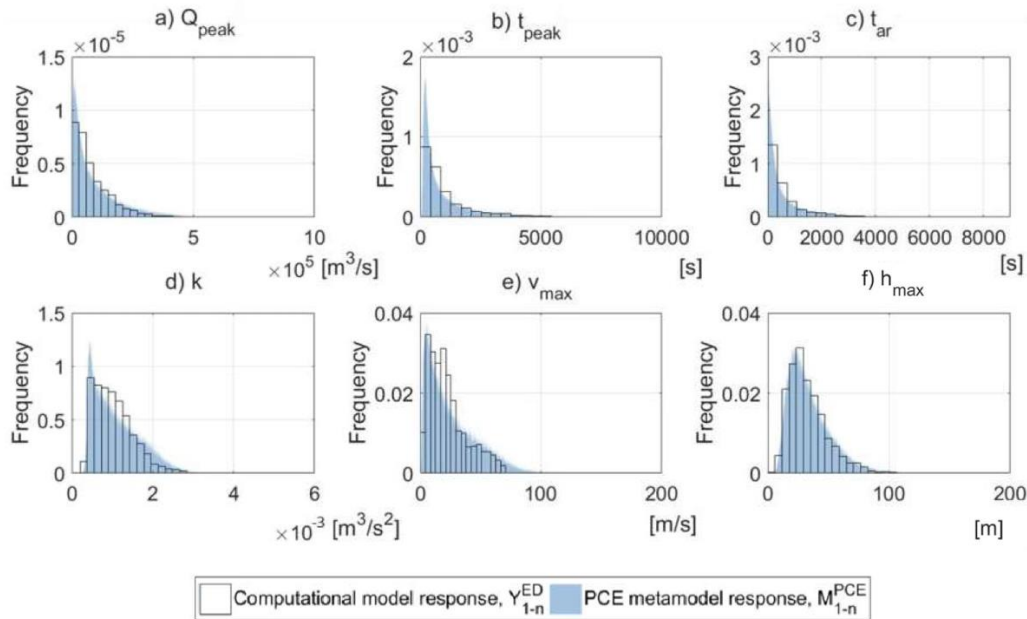 a) Q_peak
b) t_peak
c) t_ar
×10^-5
×10^-3
×10^-3
1.5
1
0.5
0
Frequency
2
1
0
Frequency
3
2
1
0
Frequency
0 5 10
0 5000 10000
0 2000 4000 6000 8000
×10^5 [m^3/s]
[s]
[s]
d) k
e) v_max
f) h_max
1.5
1
0.5
0
Frequency
0.04
0.02
0
Frequency
0.04
0.02
0
Frequency
0 2 4 6
0 100 200
0 100 200
×10^-3 [m^3/s^2]
[m/s]
[m]
Computational model response, Y_1-n^ED PCE metamodel response, M_1-n^PCE